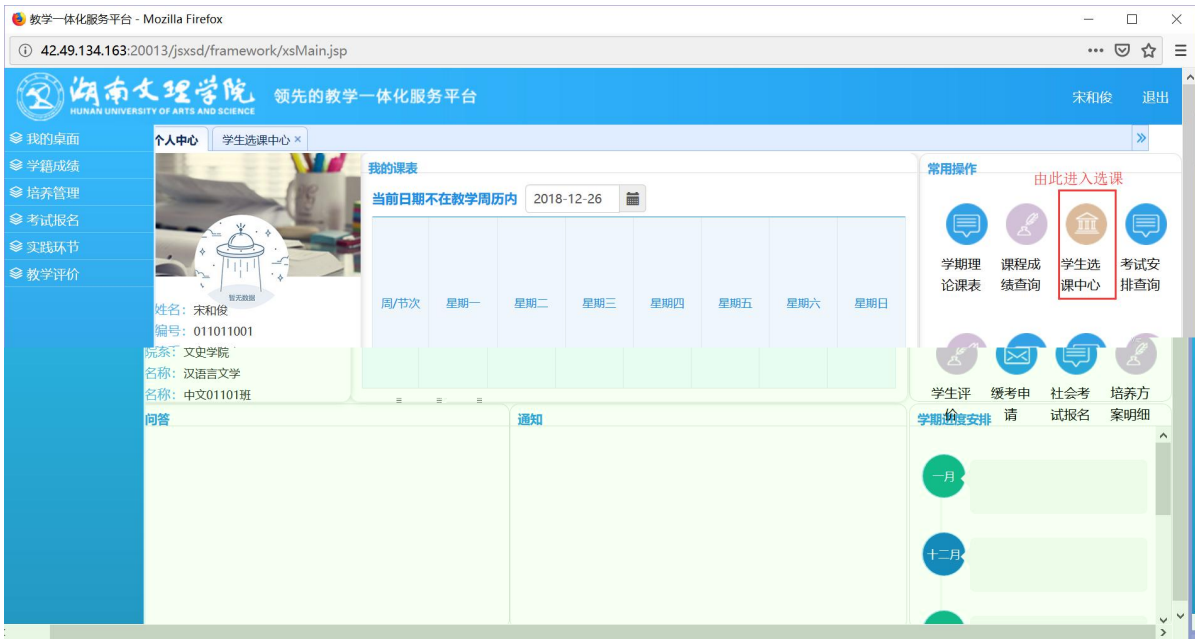 教学一体化服务平台 - Mozilla Firefox
42.49.134.163:20013/jsxsd/framework/xsMain.jsp
湖南文理学院
HUNAN UNIVERSITY OF ARTS AND SCIENCE
领先的教学一体化服务平台
宋和俊 退出
我的桌面
学籍成绩
培养管理
考试报名
实践环节
教学评价
个人中心 学生选课中心 ×
暂无数据
姓名：宋和俊
编号：011011001
院系：文史学院
名称：汉语言文学
名称：中文01101班
我的课表
当前日期不在教学周历内 2018-12-26
周/节次 星期一 星期二 星期三 星期四 星期五 星期六 星期日
常用操作
由此进入选课
学期理论课表
课程成绩查询
学生选课中心
考试安排查询
学生评价
缓考申请
社会考试报名
培养方案明细
问答
通知
学期进度安排
一月
十二月